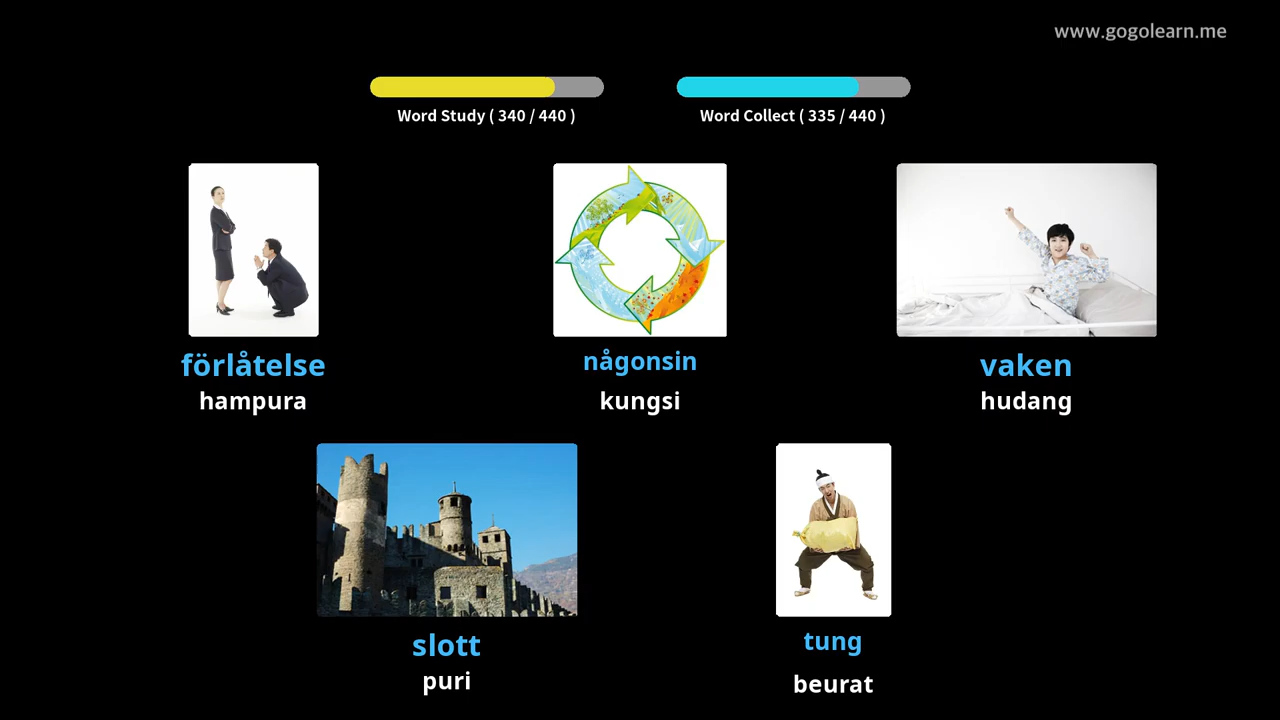 www.gogolearn.me
Word Study ( 340 / 440 )
Word Collect ( 335 / 440 )
förlåtelse
hampura
någonsin
kungsi
vaken
hudang
slott
puri
tung
beurat